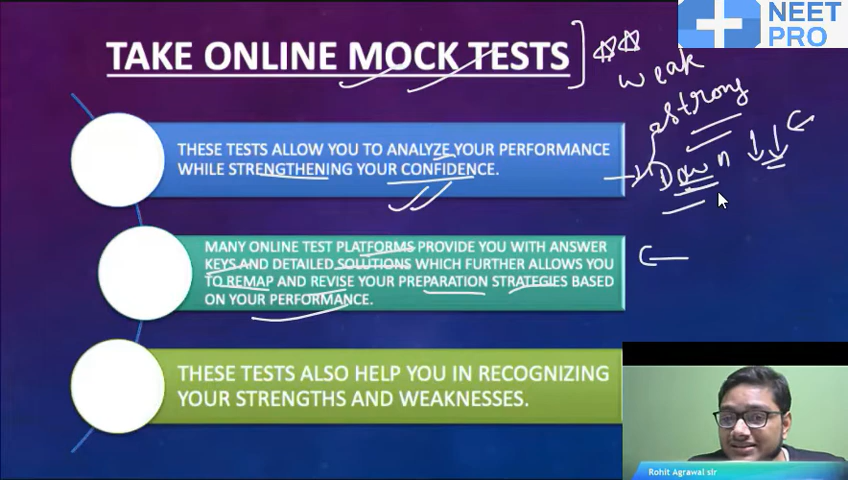 NEET
PRO
TAKE ONLINE MOCK TESTS
weak
strong
Down
THESE TESTS ALLOW YOU TO ANALYZE YOUR PERFORMANCE
WHILE STRENGTHENING YOUR CONFIDENCE.
MANY ONLINE TEST PLATFORMS PROVIDE YOU WITH ANSWER
KEYS AND DETAILED SOLUTIONS WHICH FURTHER ALLOWS YOU
TO REMAP AND REVISE YOUR PREPARATION STRATEGIES BASED
ON YOUR PERFORMANCE.
THESE TESTS ALSO HELP YOU IN RECOGNIZING
YOUR STRENGTHS AND WEAKNESSES.
Rohit Agrawal sir